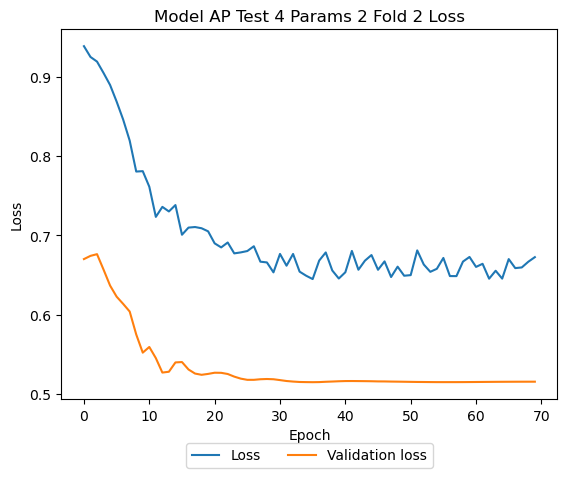 Model AP Test 4 Params 2 Fold 2 Loss
0.9
0.8
0.7
0.6
0.5
Loss
0 10 20 30 40 50 60 70
Epoch
Loss Validation loss